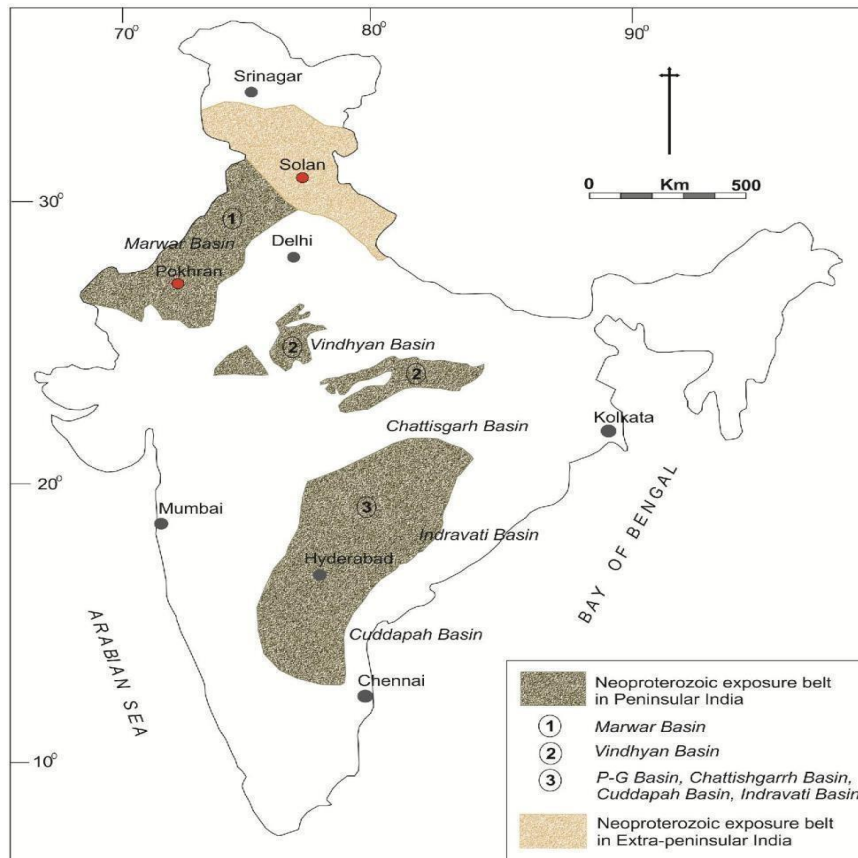 70°
80°
90°
Srinagar
Solan
0 Km 500
30°
1
Marwar Basin
Delhi
Pokhran
2
Vindhyan Basin
2
Chattisgarh Basin
Kolkata
20°
3
Mumbai
Indravati Basin
Hyderabad
BAY OF BENGAL
ARABIAN SEA
Cuddapah Basin
Chennai
10°
Neoproterozoic exposure belt
in Peninsular India
1 Marwar Basin
2 Vindhyan Basin
3 P-G Basin, Chattishgarrh Basin,
Cuddapah Basin, Indravati Basin
Neoproterozoic exposure belt
in Extra-peninsular India